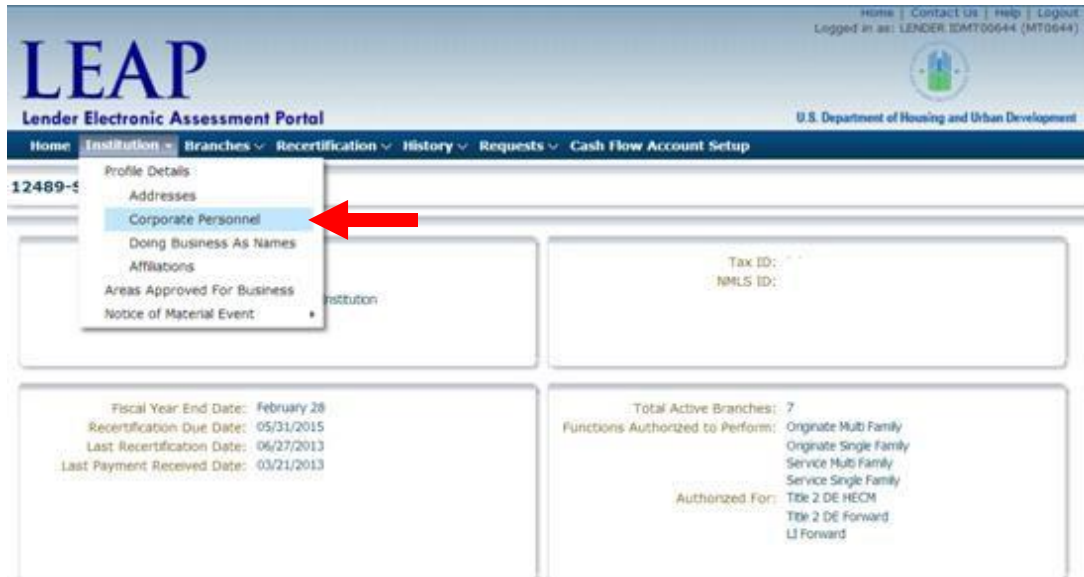 Home | Contact Us | Help | Logout
Logged in as: LENDER IDMT00644 (MT0644)
LEAP
Lender Electronic Assessment Portal
U.S. Department of Housing and Urban Development
Home Institution Branches Recertification History Requests Cash Flow Account Setup
12489-S
Profile Details
Addresses
Corporate Personnel
Doing Business As Names
Affiliations
Areas Approved For Business
Notice of Material Event
nstitution
Tax ID:
NMLS ID:
Fiscal Year End Date: February 28
Recertification Due Date: 05/31/2015
Last Recertification Date: 06/27/2013
Last Payment Received Date: 03/21/2013
Total Active Branches: 7
Functions Authorized to Perform: Originate Multi Family
Originate Single Family
Service Multi Family
Service Single Family
Authorized For: Title 2 DE HECM
Title 2 DE Forward
LI Forward